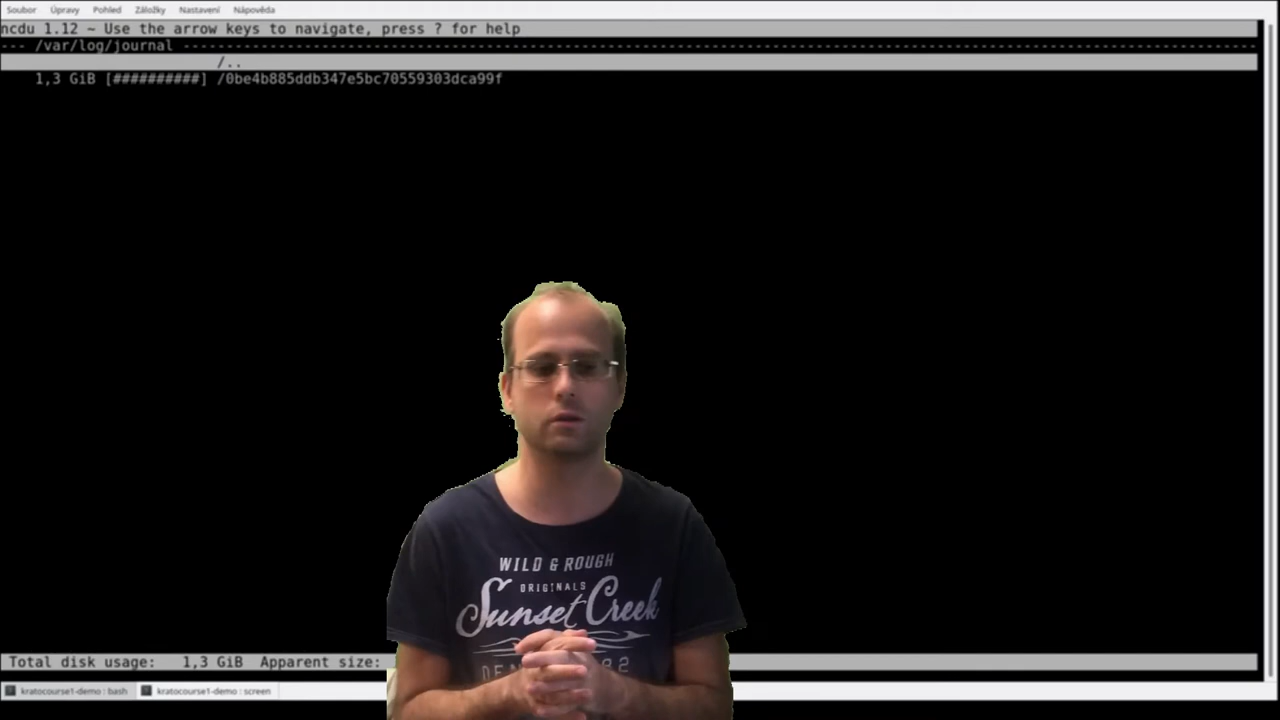 Soubor Úpravy Pohled Záložky Nastavení Nápověda
ncdu 1.12 ~ Use the arrow keys to navigate, press ? for help
--- /var/log/journal ---
/..
1,3 GiB [##########] /0be4b885ddb347e5bc70559303dca99f
WILD & ROUGH
ORIGINALS
Sunset Creek
Total disk usage: 1,3 GiB Apparent size:
kratocourse1-demo : bash kratocourse1-demo : screen